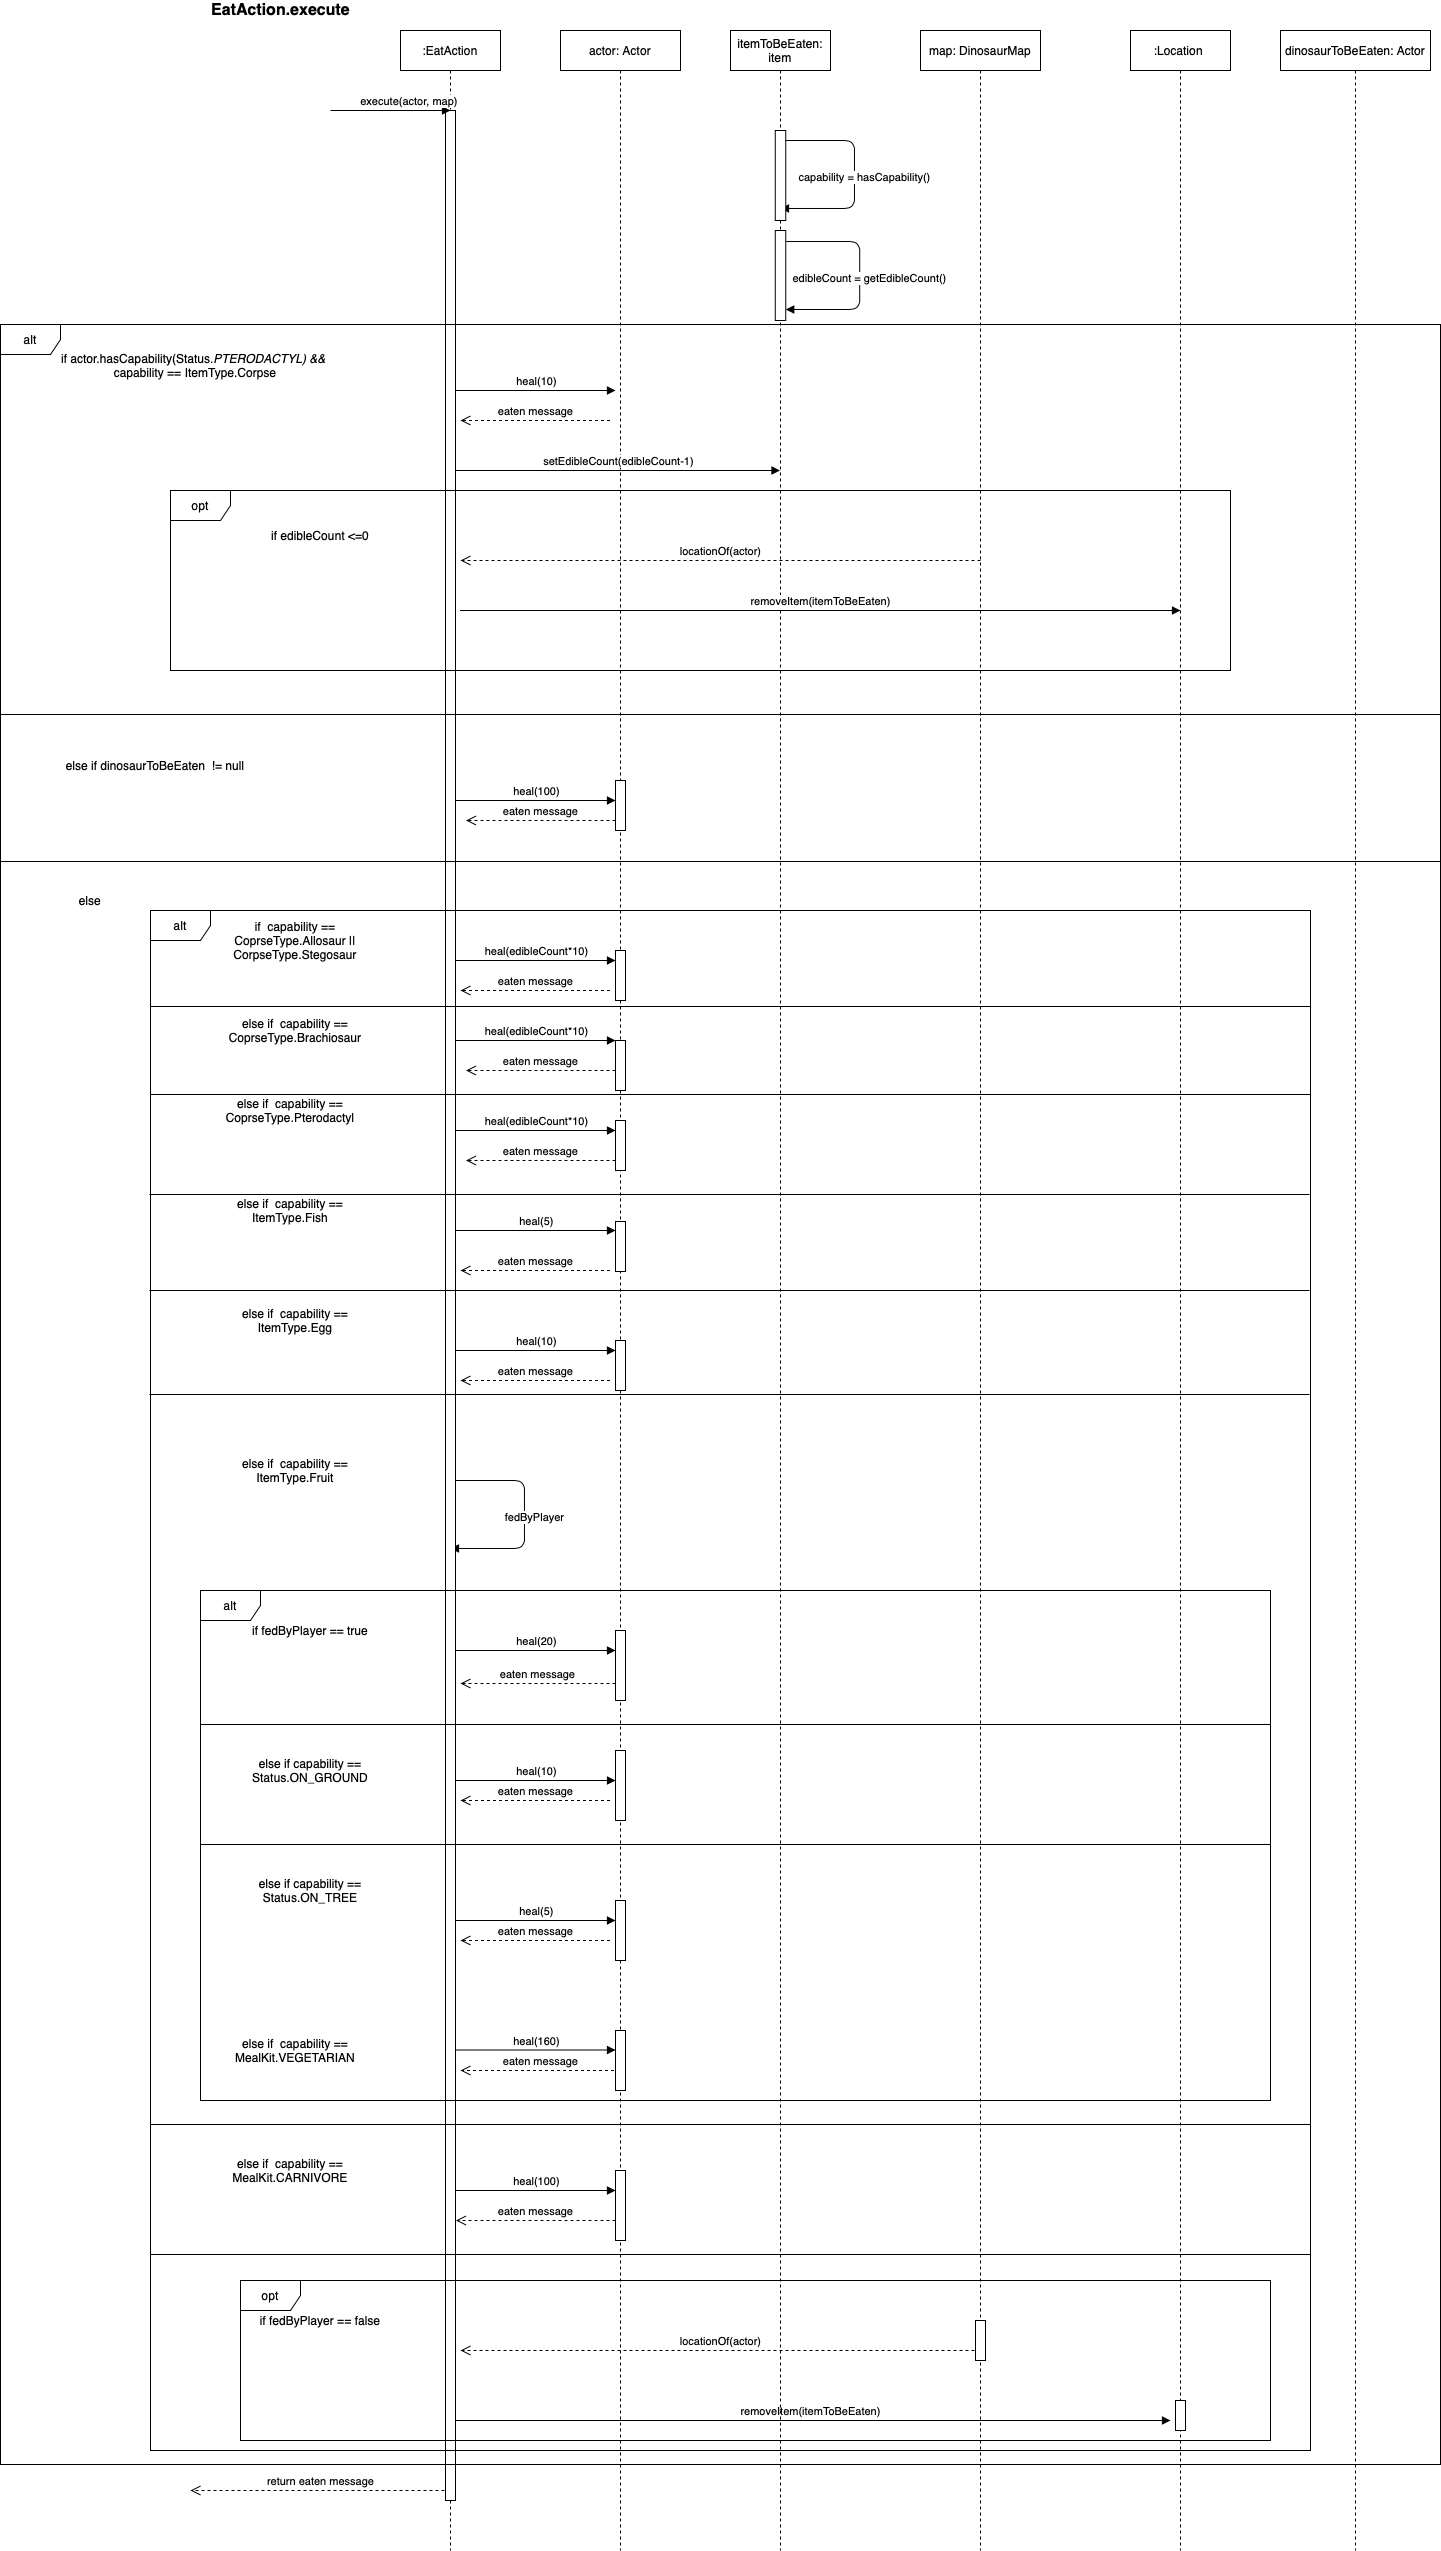 EatAction.execute
:EatAction
actor: Actor
itemToBeEaten:
item
map: DinosaurMap
:Location
dinosaurToBeEaten: Actor
execute(actor, map)
capability = hasCapability()
edibleCount = getEdibleCount()
alt
if actor.hasCapability(Status.PTERODACTYL) &&
capability == ItemType.Corpse
heal(10)
eaten message
setEdibleCount(edibleCount-1)
opt
if edibleCount <=0
locationOf(actor)
removeItem(itemToBeEaten)
else if dinosaurToBeEaten  != null
heal(100)
eaten message
else
alt
if  capability ==
CoprseType.Allosaur ||
CorpseType.Stegosaur
heal(edibleCount*10)
eaten message
else if  capability ==
CoprseType.Brachiosaur
heal(edibleCount*10)
eaten message
else if  capability ==
CoprseType.Pterodactyl
heal(edibleCount*10)
eaten message
else if  capability ==
ItemType.Fish
heal(5)
eaten message
else if  capability ==
ItemType.Egg
heal(10)
eaten message
else if  capability ==
ItemType.Fruit
fedByPlayer
alt
if fedByPlayer == true
heal(20)
eaten message
else if capability ==
Status.ON_GROUND
heal(10)
eaten message
else if capability ==
Status.ON_TREE
heal(5)
eaten message
else if  capability ==
MealKit.VEGETARIAN
heal(160)
eaten message
else if  capability ==
MealKit.CARNIVORE
heal(100)
eaten message
opt
if fedByPlayer == false
locationOf(actor)
removeItem(itemToBeEaten)
return eaten message